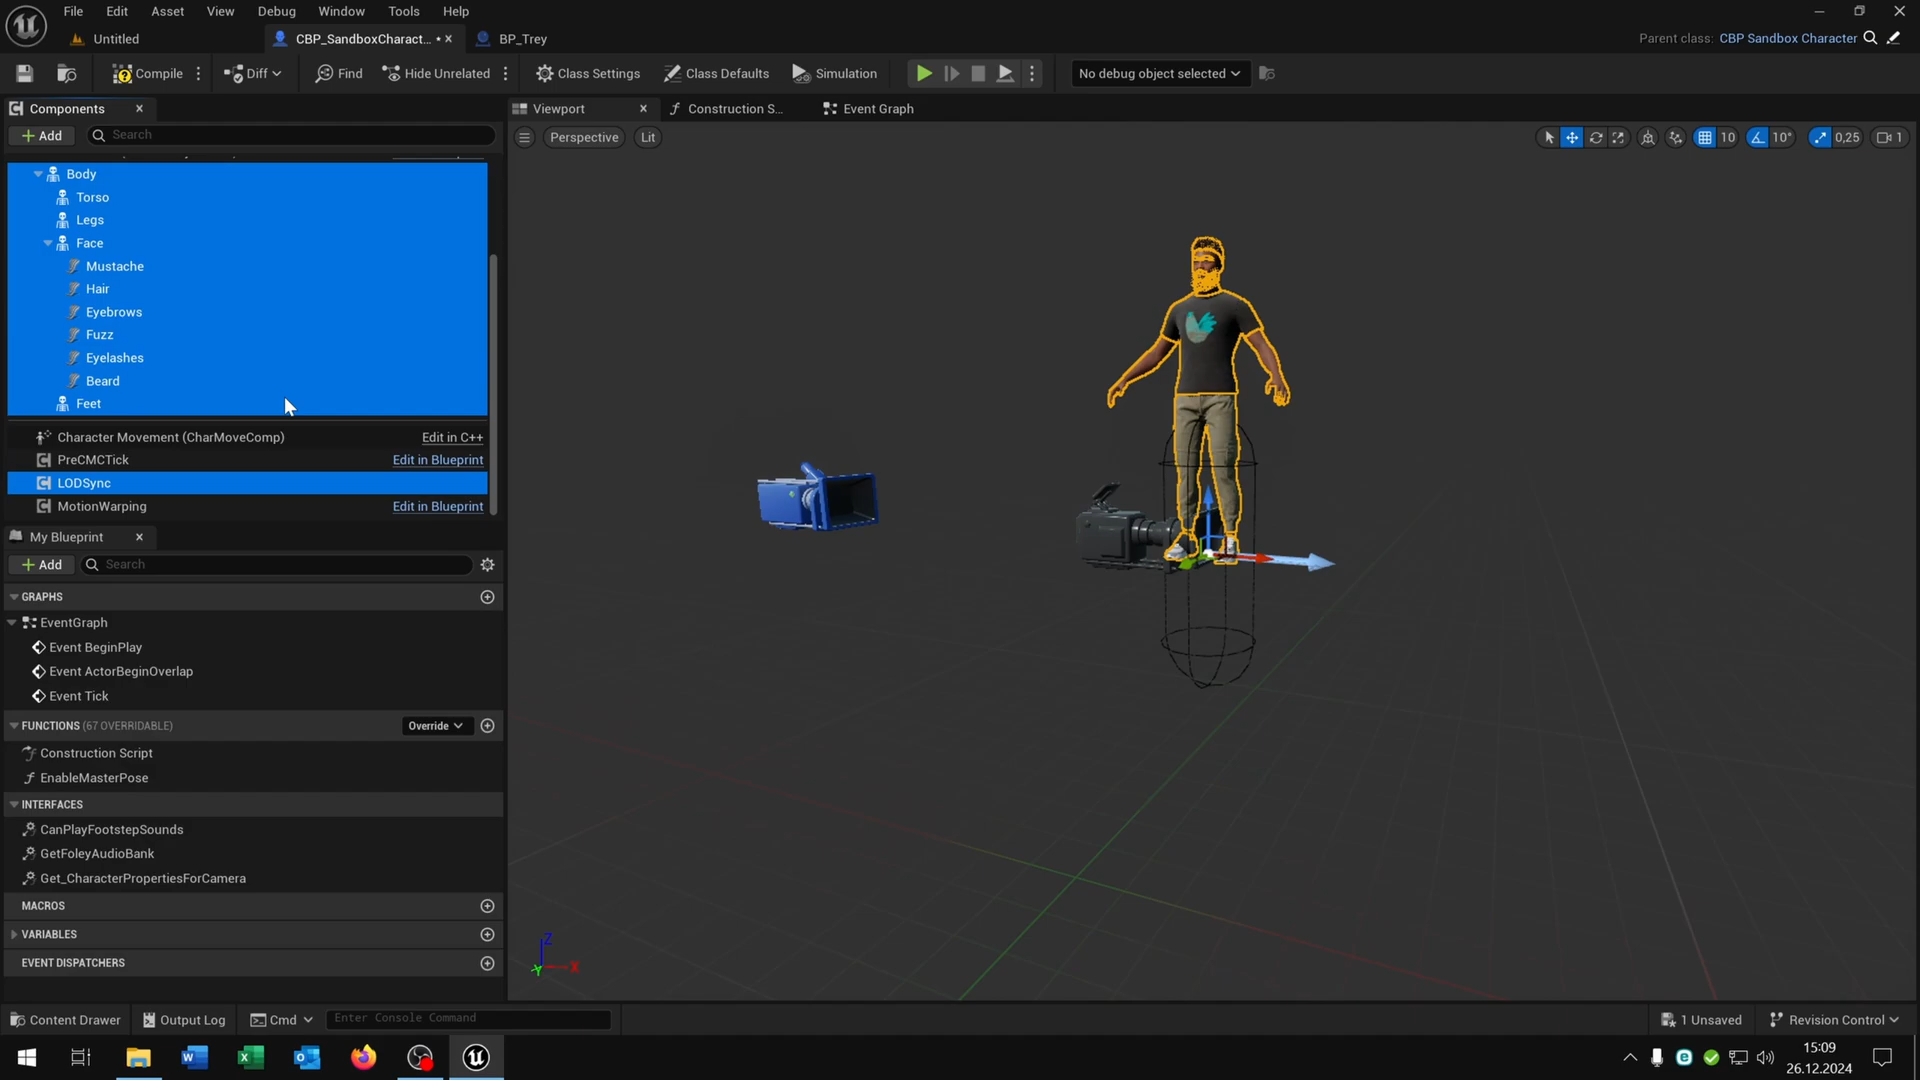 File Edit Asset View Debug Window Tools Help
Untitled
CBP_SandboxCharact... •
BP_Trey
Parent class: CBP Sandbox Character
Compile
Diff
Find
Hide Unrelated
Class Settings
Class Defaults
Simulation
No debug object selected
Components
Viewport
Construction S...
Event Graph
Add
Search
Perspective
Lit
10
10°
0,25
1
Body
Torso
Legs
Face
Mustache
Hair
Eyebrows
Fuzz
Eyelashes
Beard
Feet
Character Movement (CharMoveComp) Edit in C++
PreCMCTick Edit in Blueprint
LODSync
MotionWarping Edit in Blueprint
My Blueprint
Add
Search
GRAPHS
EventGraph
Event BeginPlay
Event ActorBeginOverlap
Event Tick
FUNCTIONS (67 OVERRIDABLE) Override
Construction Script
EnableMasterPose
INTERFACES
CanPlayFootstepSounds
GetFoleyAudioBank
Get_CharacterPropertiesForCamera
MACROS
VARIABLES
EVENT DISPATCHERS
Z
Y
X
Content Drawer
Output Log
Cmd
Enter Console Command
1 Unsaved
Revision Control
15:09
26.12.2024